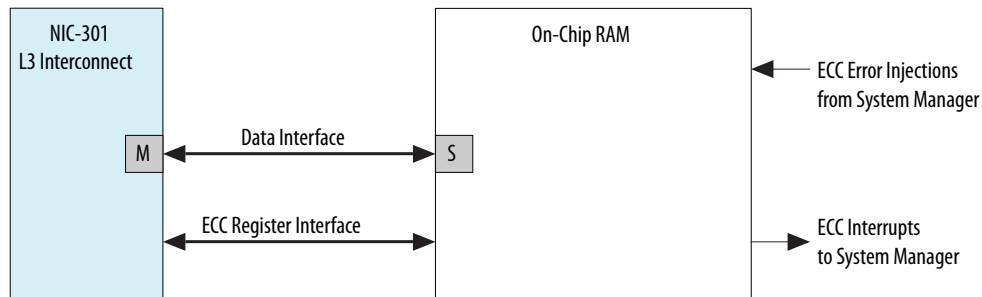 NIC-301
L3 Interconnect
On-Chip RAM
ECC Error Injections
from System Manager
Data Interface
M
S
ECC Register Interface
ECC Interrupts
to System Manager